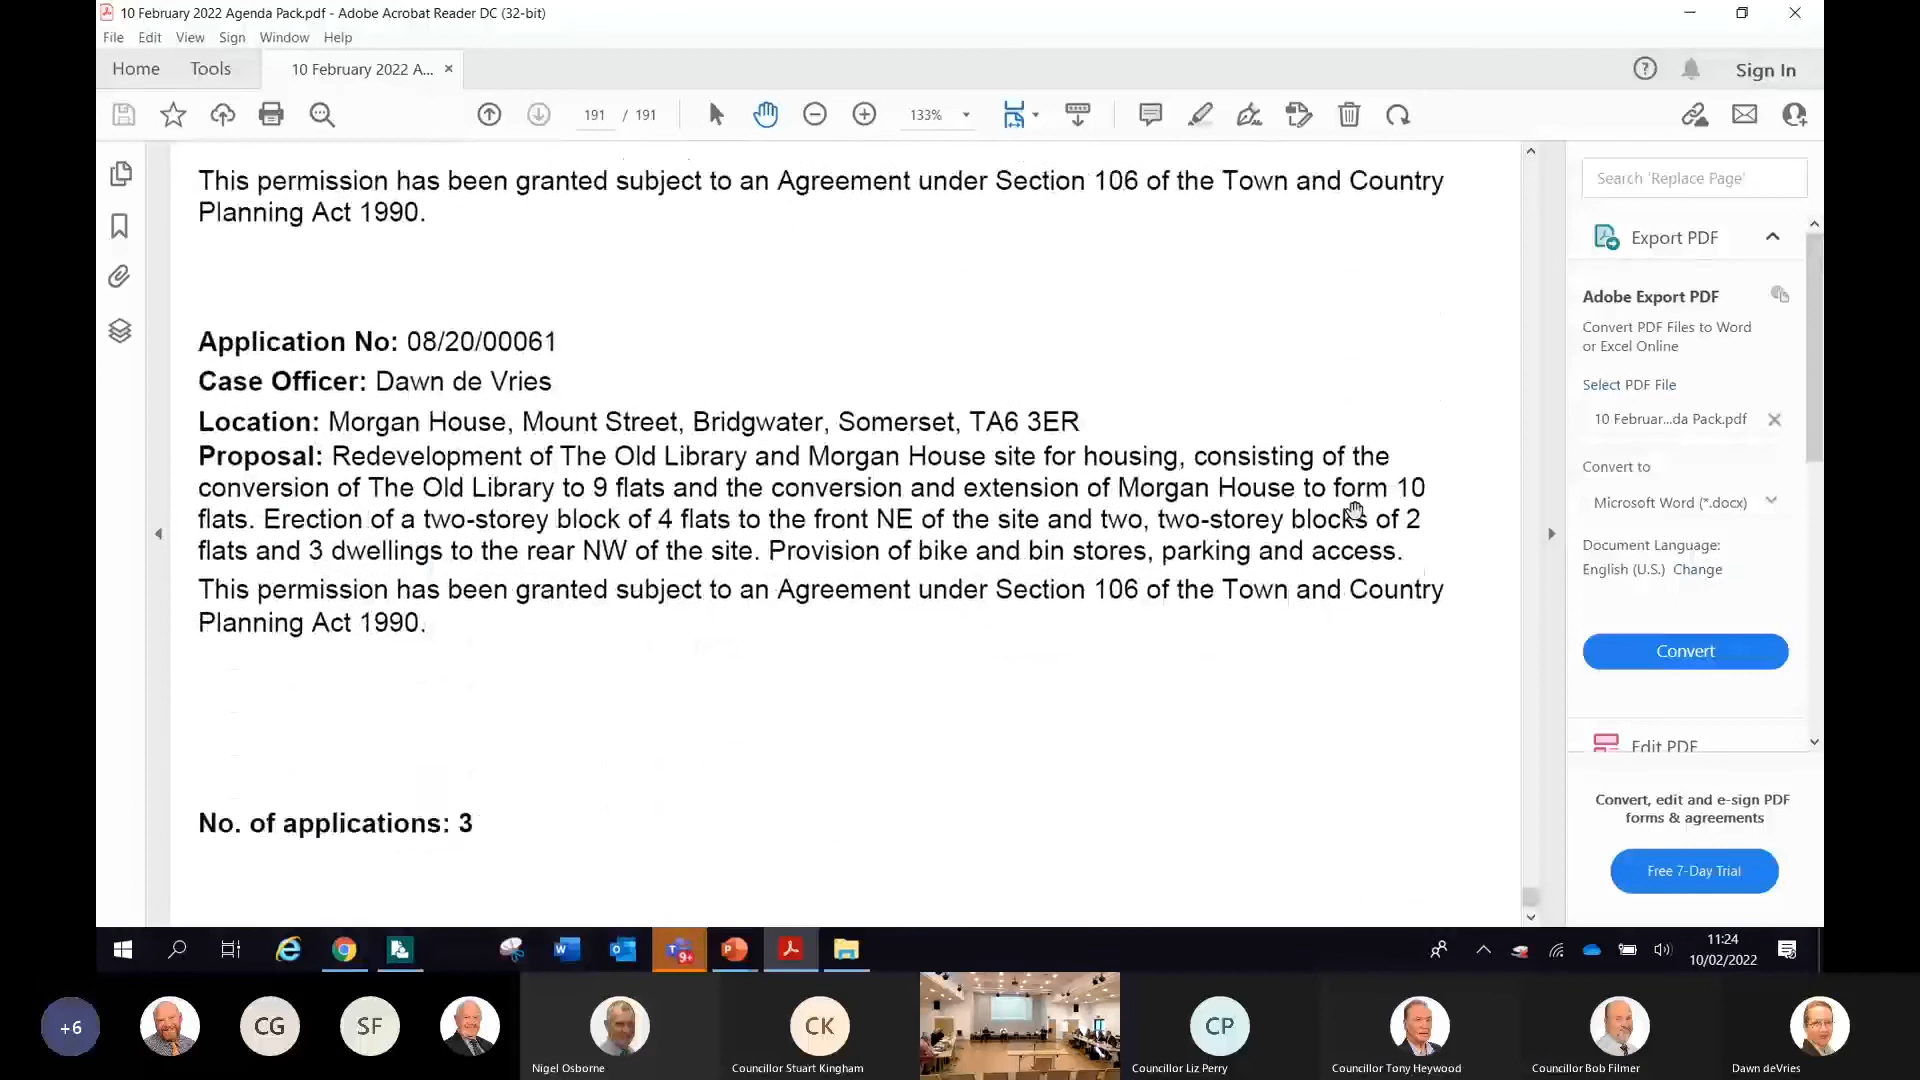 10 February 2022 Agenda Pack.pdf - Adobe Acrobat Reader DC (32-bit)
File Edit View Sign Window Help
Home Tools 10 February 2022 A... × Sign In
191 / 191 133%
This permission has been granted subject to an Agreement under Section 106 of the Town and Country
Planning Act 1990.
Application No: 08/20/00061
Case Officer: Dawn de Vries
Location: Morgan House, Mount Street, Bridgwater, Somerset, TA6 3ER
Proposal: Redevelopment of The Old Library and Morgan House site for housing, consisting of the
conversion of The Old Library to 9 flats and the conversion and extension of Morgan House to form 10
flats. Erection of a two-storey block of 4 flats to the front NE of the site and two, two-storey blocks of 2
flats and 3 dwellings to the rear NW of the site. Provision of bike and bin stores, parking and access.
This permission has been granted subject to an Agreement under Section 106 of the Town and Country
Planning Act 1990.
No. of applications: 3
Search 'Replace Page'
Export PDF
Adobe Export PDF
Convert PDF Files to Word
or Excel Online
Select PDF File
10 Februar...da Pack.pdf
Convert to
Microsoft Word (*.docx)
Document Language:
English (U.S.) Change
Convert
Edit PDF
Convert, edit and e-sign PDF
forms & agreements
Free 7-Day Trial
9+
11:24
10/02/2022
+6 CG SF CK CP
Nigel Osborne Councillor Stuart Kingham Councillor Liz Perry Councillor Tony Heywood Councillor Bob Filmer Dawn deVries